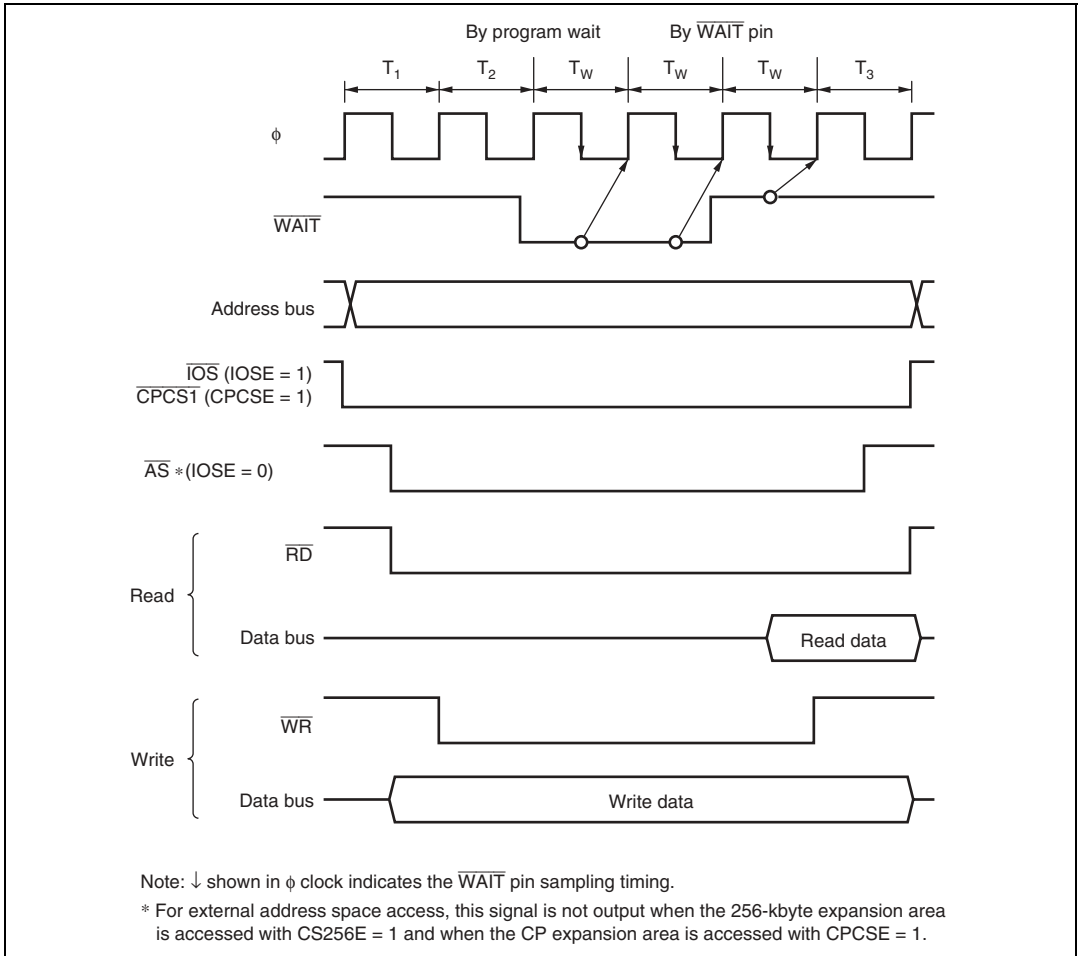 By program wait By WAIT pin
T1 T2 TW TW TW T3
ϕ
WAIT
Address bus
IOS (IOSE = 1)
CPCS1 (CPCSE = 1)
AS *(IOSE = 0)
RD
Read
Data bus Read data
WR
Write
Data bus Write data
Note: ↓ shown in ϕ clock indicates the WAIT pin sampling timing.
* For external address space access, this signal is not output when the 256-kbyte expansion area
is accessed with CS256E = 1 and when the CP expansion area is accessed with CPCSE = 1.